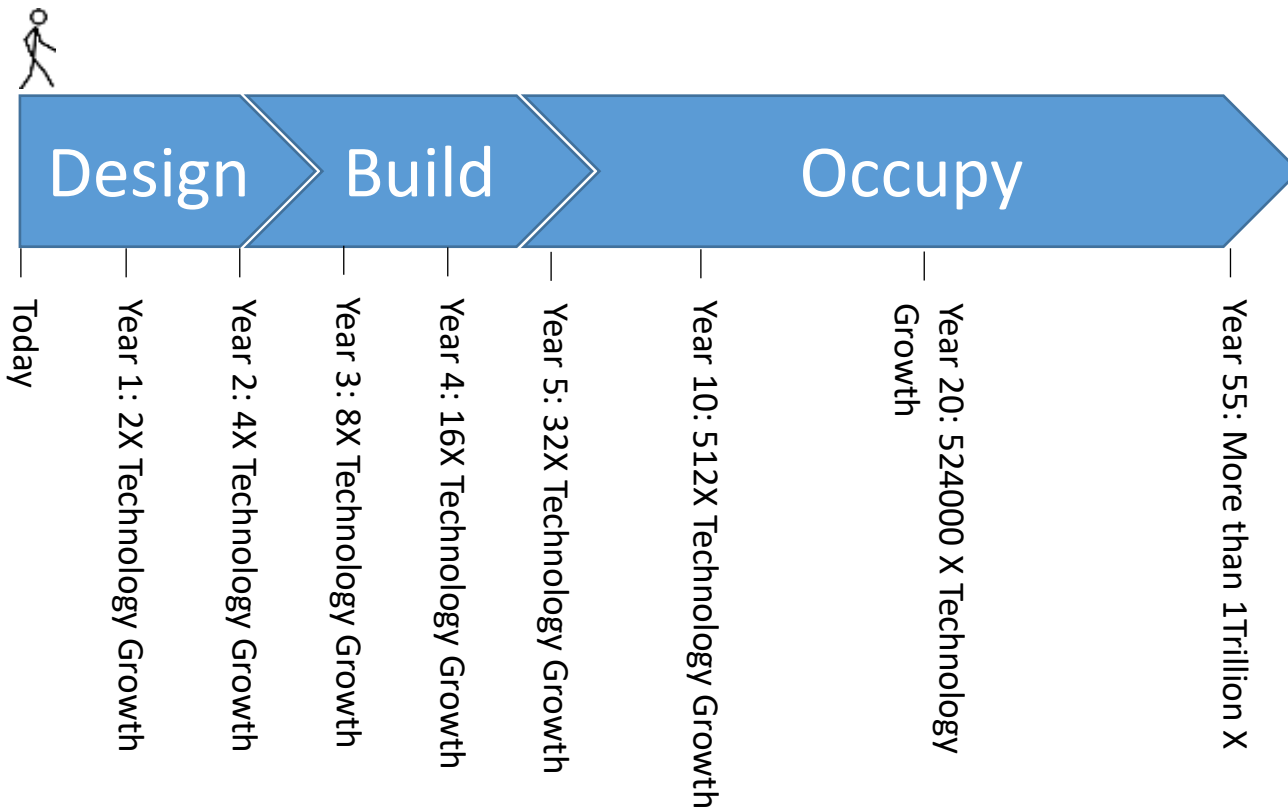 Design
Build
Occupy
Today
Year 1: 2X Technology Growth
Year 2: 4X Technology Growth
Year 3: 8X Technology Growth
Year 4: 16X Technology Growth
Year 5: 32X Technology Growth
Year 10: 512X Technology Growth
Year 20: 524000 X Technology
Growth
Year 55: More than 1Trillion X